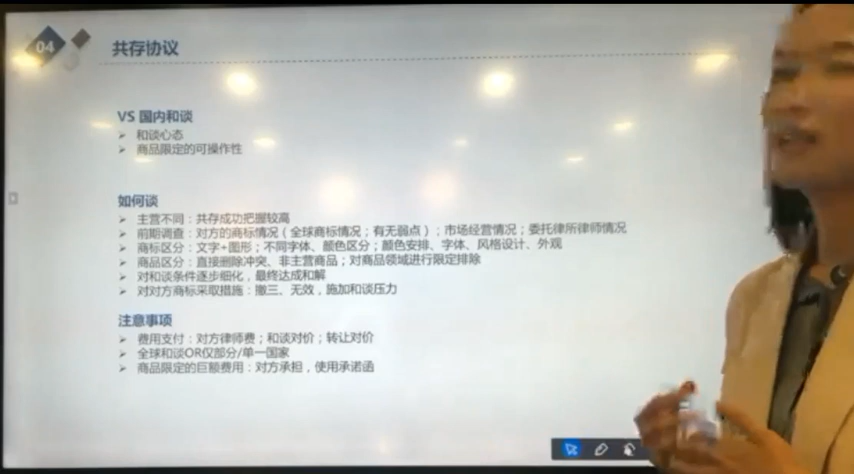 04
共存协议
VS 国内和谈
➢ 和谈心态
➢ 商品限定的可操作性
如何谈
➢ 主营不同：共存成功把握较高
➢ 前期调查：对方的商标情况（全球商标情况；有无弱点）；市场经营情况；委托律所律师情况
➢ 商标区分：文字+图形；不同字体、颜色区分；颜色安排、字体、风格设计、外观
➢ 商品区分：直接删除冲突、非主营商品；对商品领域进行限定排除
➢ 对和谈条件逐步细化，最终达成和解
➢ 对对方商标采取措施：撤三、无效，施加和谈压力
注意事项
➢ 费用支付：对方律师费；和谈对价；转让对价
➢ 全球和谈OR仅部分/单一国家
➢ 商品限定的巨额费用：对方承担，使用承诺函